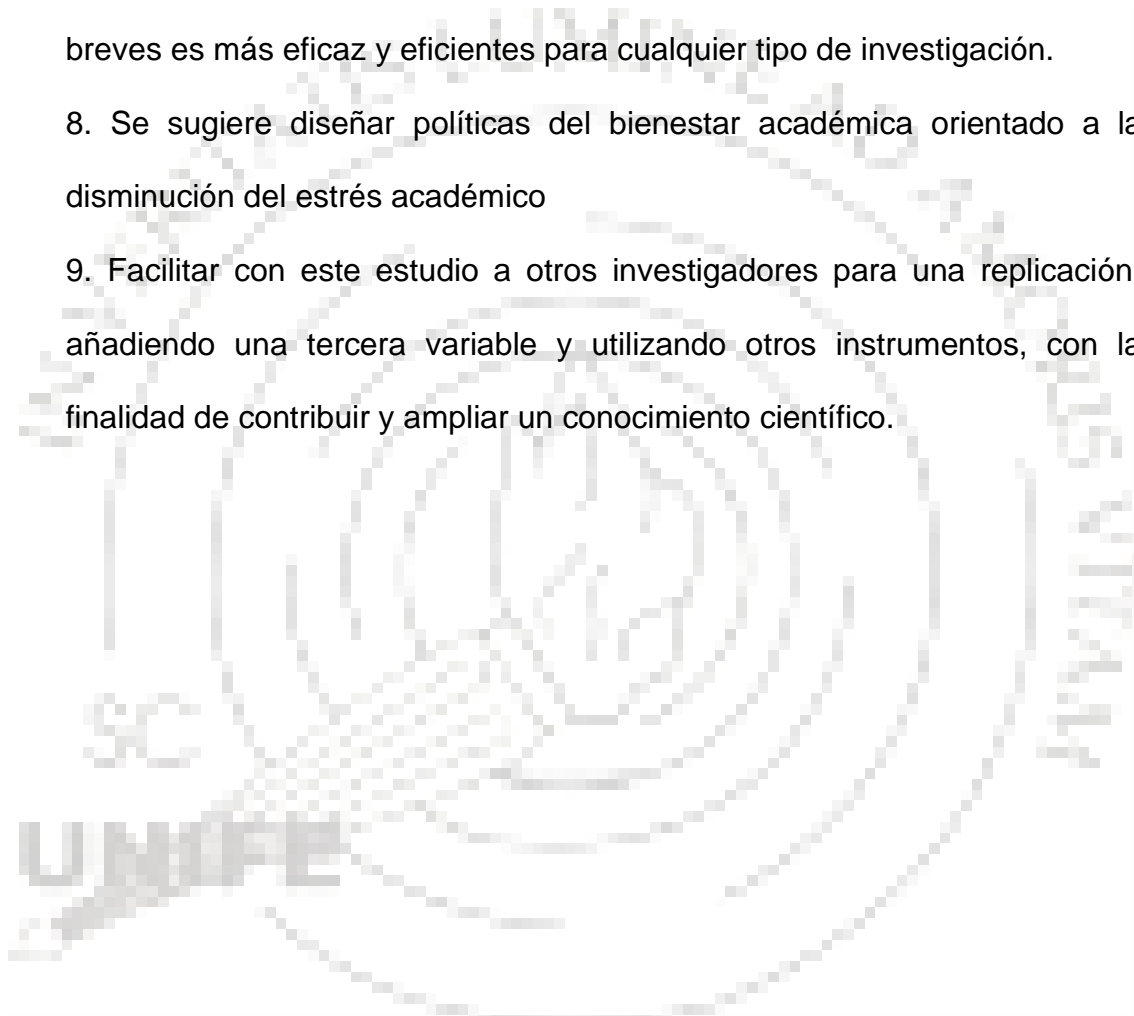 breves es más eficaz y eficientes para cualquier tipo de investigación.
8. Se sugiere diseñar políticas del bienestar académica orientado a la
disminución del estrés académico
9. Facilitar con este estudio a otros investigadores para una replicación
añadiendo una tercera variable y utilizando otros instrumentos, con la
finalidad de contribuir y ampliar un conocimiento científico.
SC
UNIFE